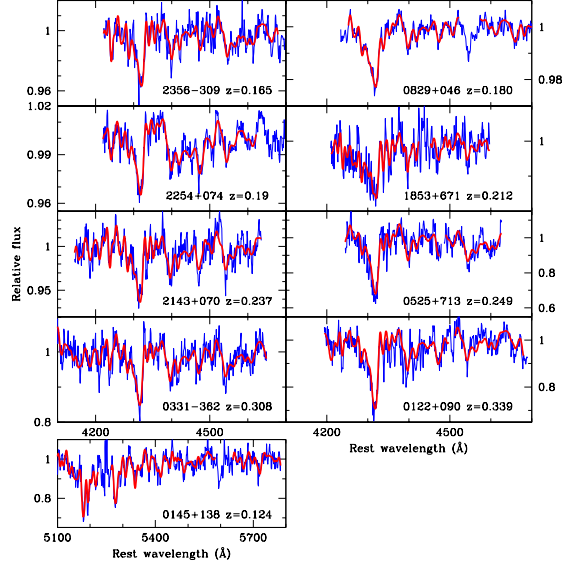 1
0.96
2356−309 z=0.165
1
0.98
0829+046 z=0.180
1.02
0.99
0.96
2254+074 z=0.19
1
1853+671 z=0.212
Relative flux
1
0.95
2143+070 z=0.237
1
0.8
0.6
0525+713 z=0.249
1
0.8
0331−362 z=0.308
1
0.8
0122+090 z=0.339
4200 4500
4200 4500
Rest wavelength (Å)
1
0.8
0145+138 z=0.124
5100 5400 5700
Rest wavelength (Å)